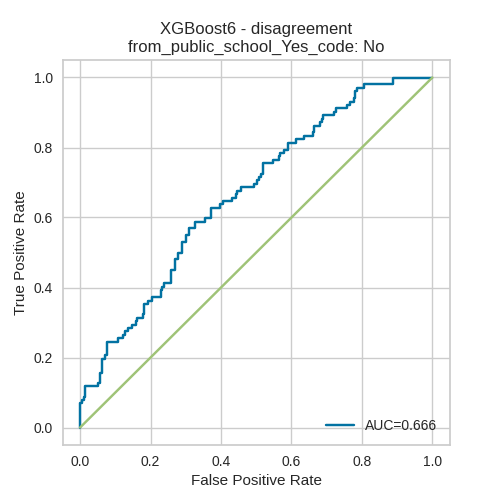 XGBoost6 - disagreement
from_public_school_Yes_code: No
True Positive Rate
1.0
0.8
0.6
0.4
0.2
0.0
AUC=0.666
0.0 0.2 0.4 0.6 0.8 1.0
False Positive Rate